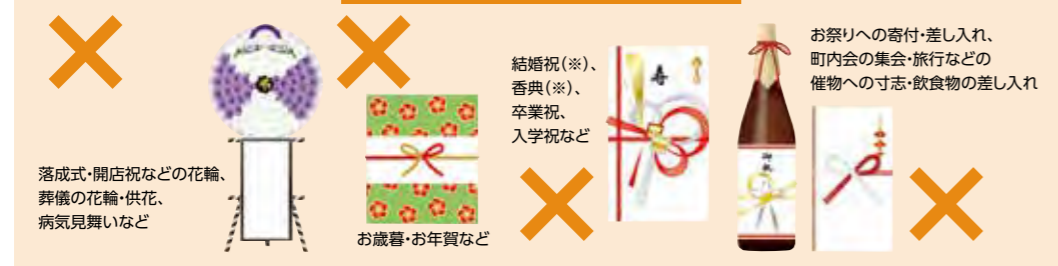 落成式・開店祝などの花輪、
葬儀の花輪・供花、
病気見舞いなど
お歳暮・お年賀など
結婚祝(※)、
香典(※)、
卒業祝、
入学祝など
寿
お祭りへの寄付・差し入れ、
町内会の集会・旅行などの
催物への寸志・飲食物の差し入れ